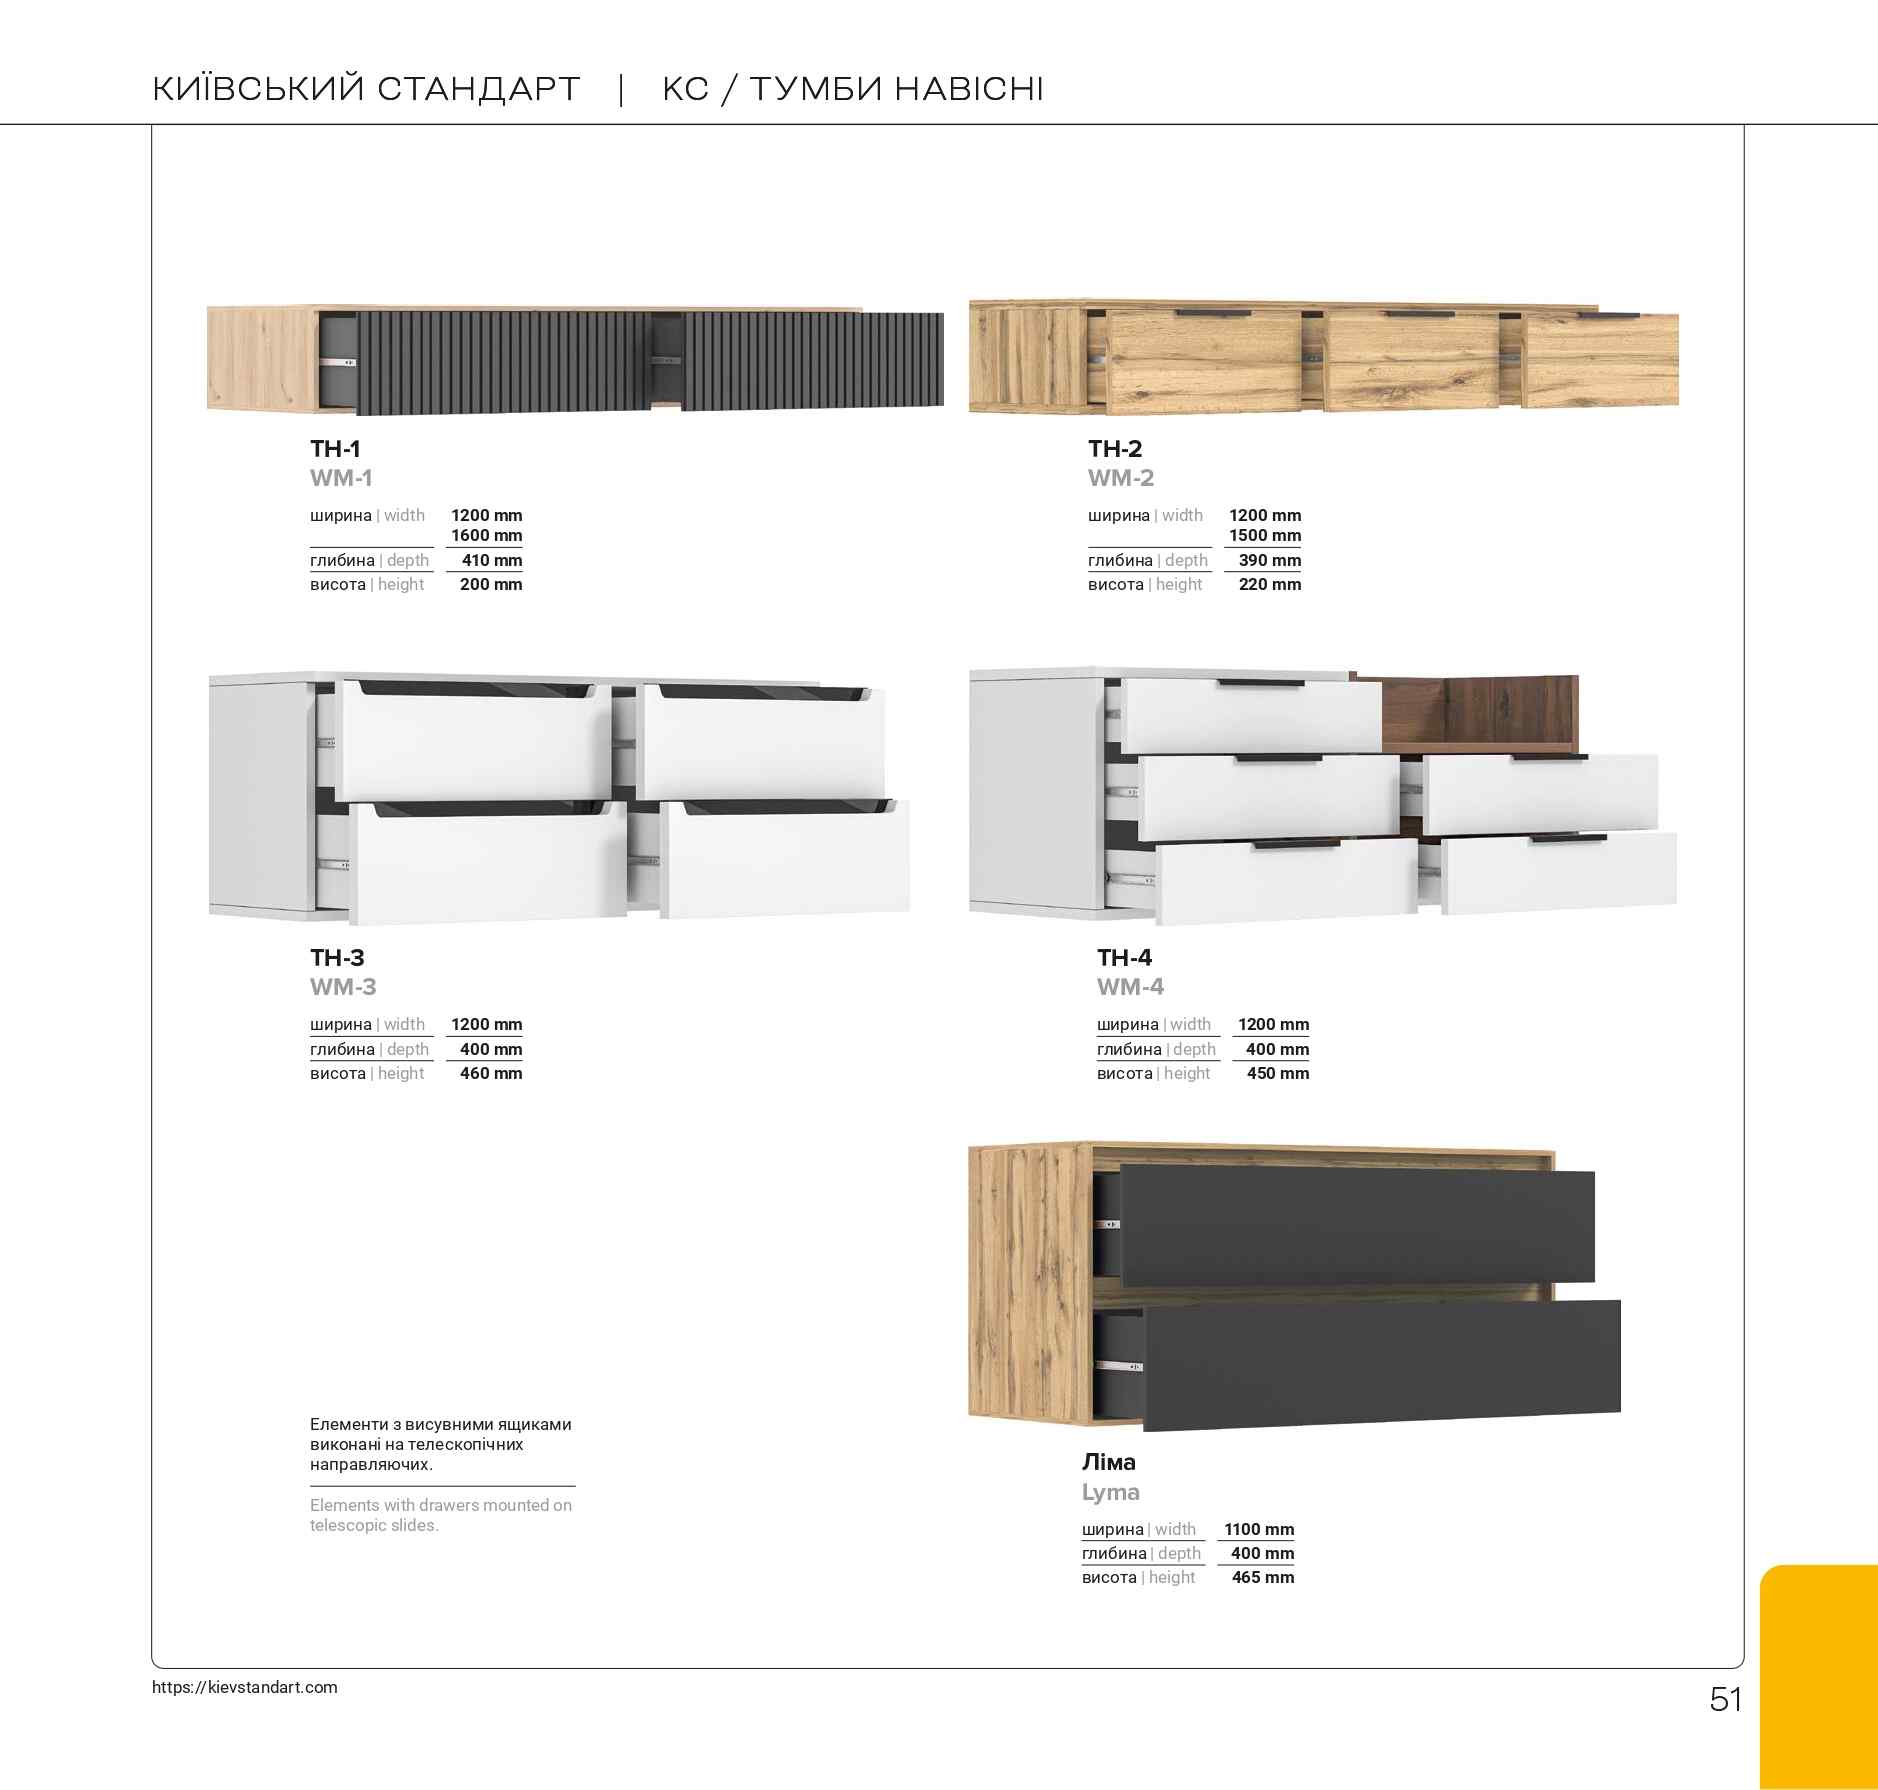 КИЇВСЬКИЙ СТАНДАРТ | КС / ТУМБИ НАВІСНІ
ТН-1
WM-1
ширина | width 1200 mm
1600 mm
глибина | depth 410 mm
висота | height 200 mm
ТН-2
WM-2
ширина | width 1200 mm
1500 mm
глибина | depth 390 mm
висота | height 220 mm
ТН-3
WM-3
ширина | width 1200 mm
глибина | depth 400 mm
висота | height 460 mm
ТН-4
WM-4
ширина | width 1200 mm
глибина | depth 400 mm
висота | height 450 mm
Елементи з висувними ящиками
виконані на телескопічних
направляючих.
Elements with drawers mounted on
telescopic slides.
Ліма
Lyma
ширина | width 1100 mm
глибина | depth 400 mm
висота | height 465 mm
https://kievstandart.com
51